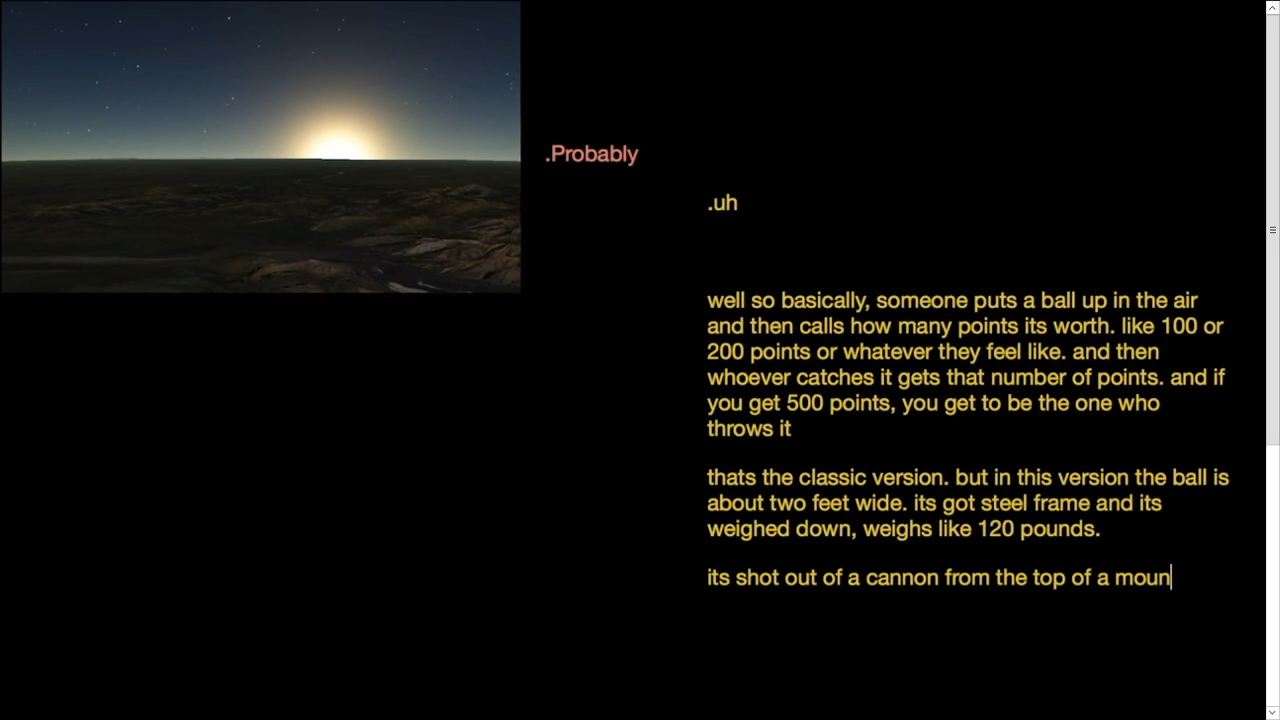 .Probably
.uh
well so basically, someone puts a ball up in the air
and then calls how many points its worth. like 100 or
200 points or whatever they feel like. and then
whoever catches it gets that number of points. and if
you get 500 points, you get to be the one who
throws it
thats the classic version. but in this version the ball is
about two feet wide. its got steel frame and its
weighed down, weighs like 120 pounds.
its shot out of a cannon from the top of a moun